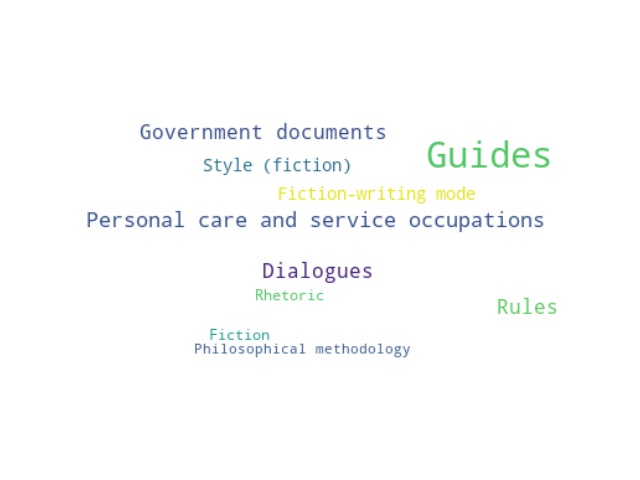 Government documents
Guides
Style (fiction)
Fiction-writing mode
Personal care and service occupations
Dialogues
Rhetoric
Rules
Fiction
Philosophical methodology